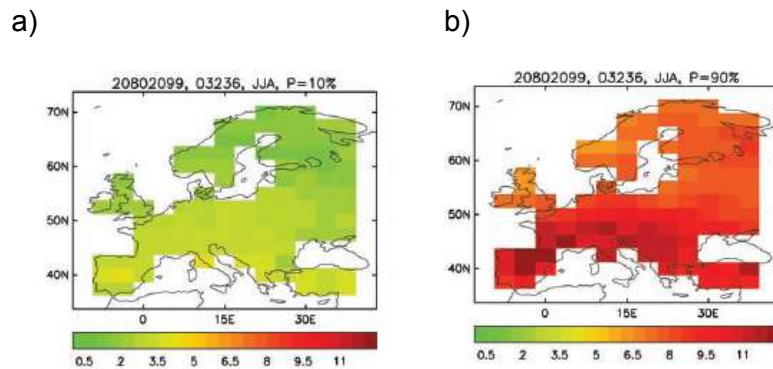 a)
b)
20802099, 03236, JJA, P=10%
70N
60N
50N
40N
0 15E 30E
0.5 2 3.5 5 6.5 8 9.5 11
20802099, 03236, JJA, P=90%
70N
60N
50N
40N
0 15E 30E
0.5 2 3.5 5 6.5 8 9.5 11